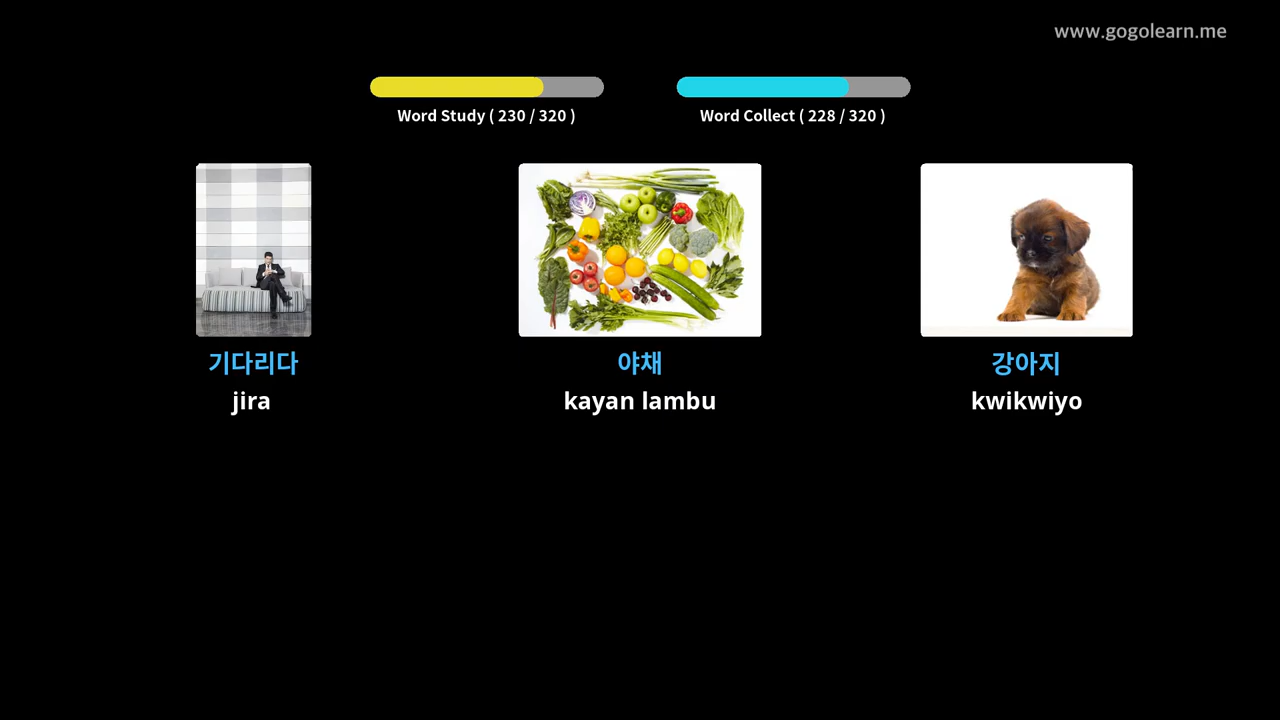 www.gogolearn.me
Word Study ( 230 / 320 )
Word Collect ( 228 / 320 )
기다리다
jira
야채
kayan lambu
강아지
kwikwiyo